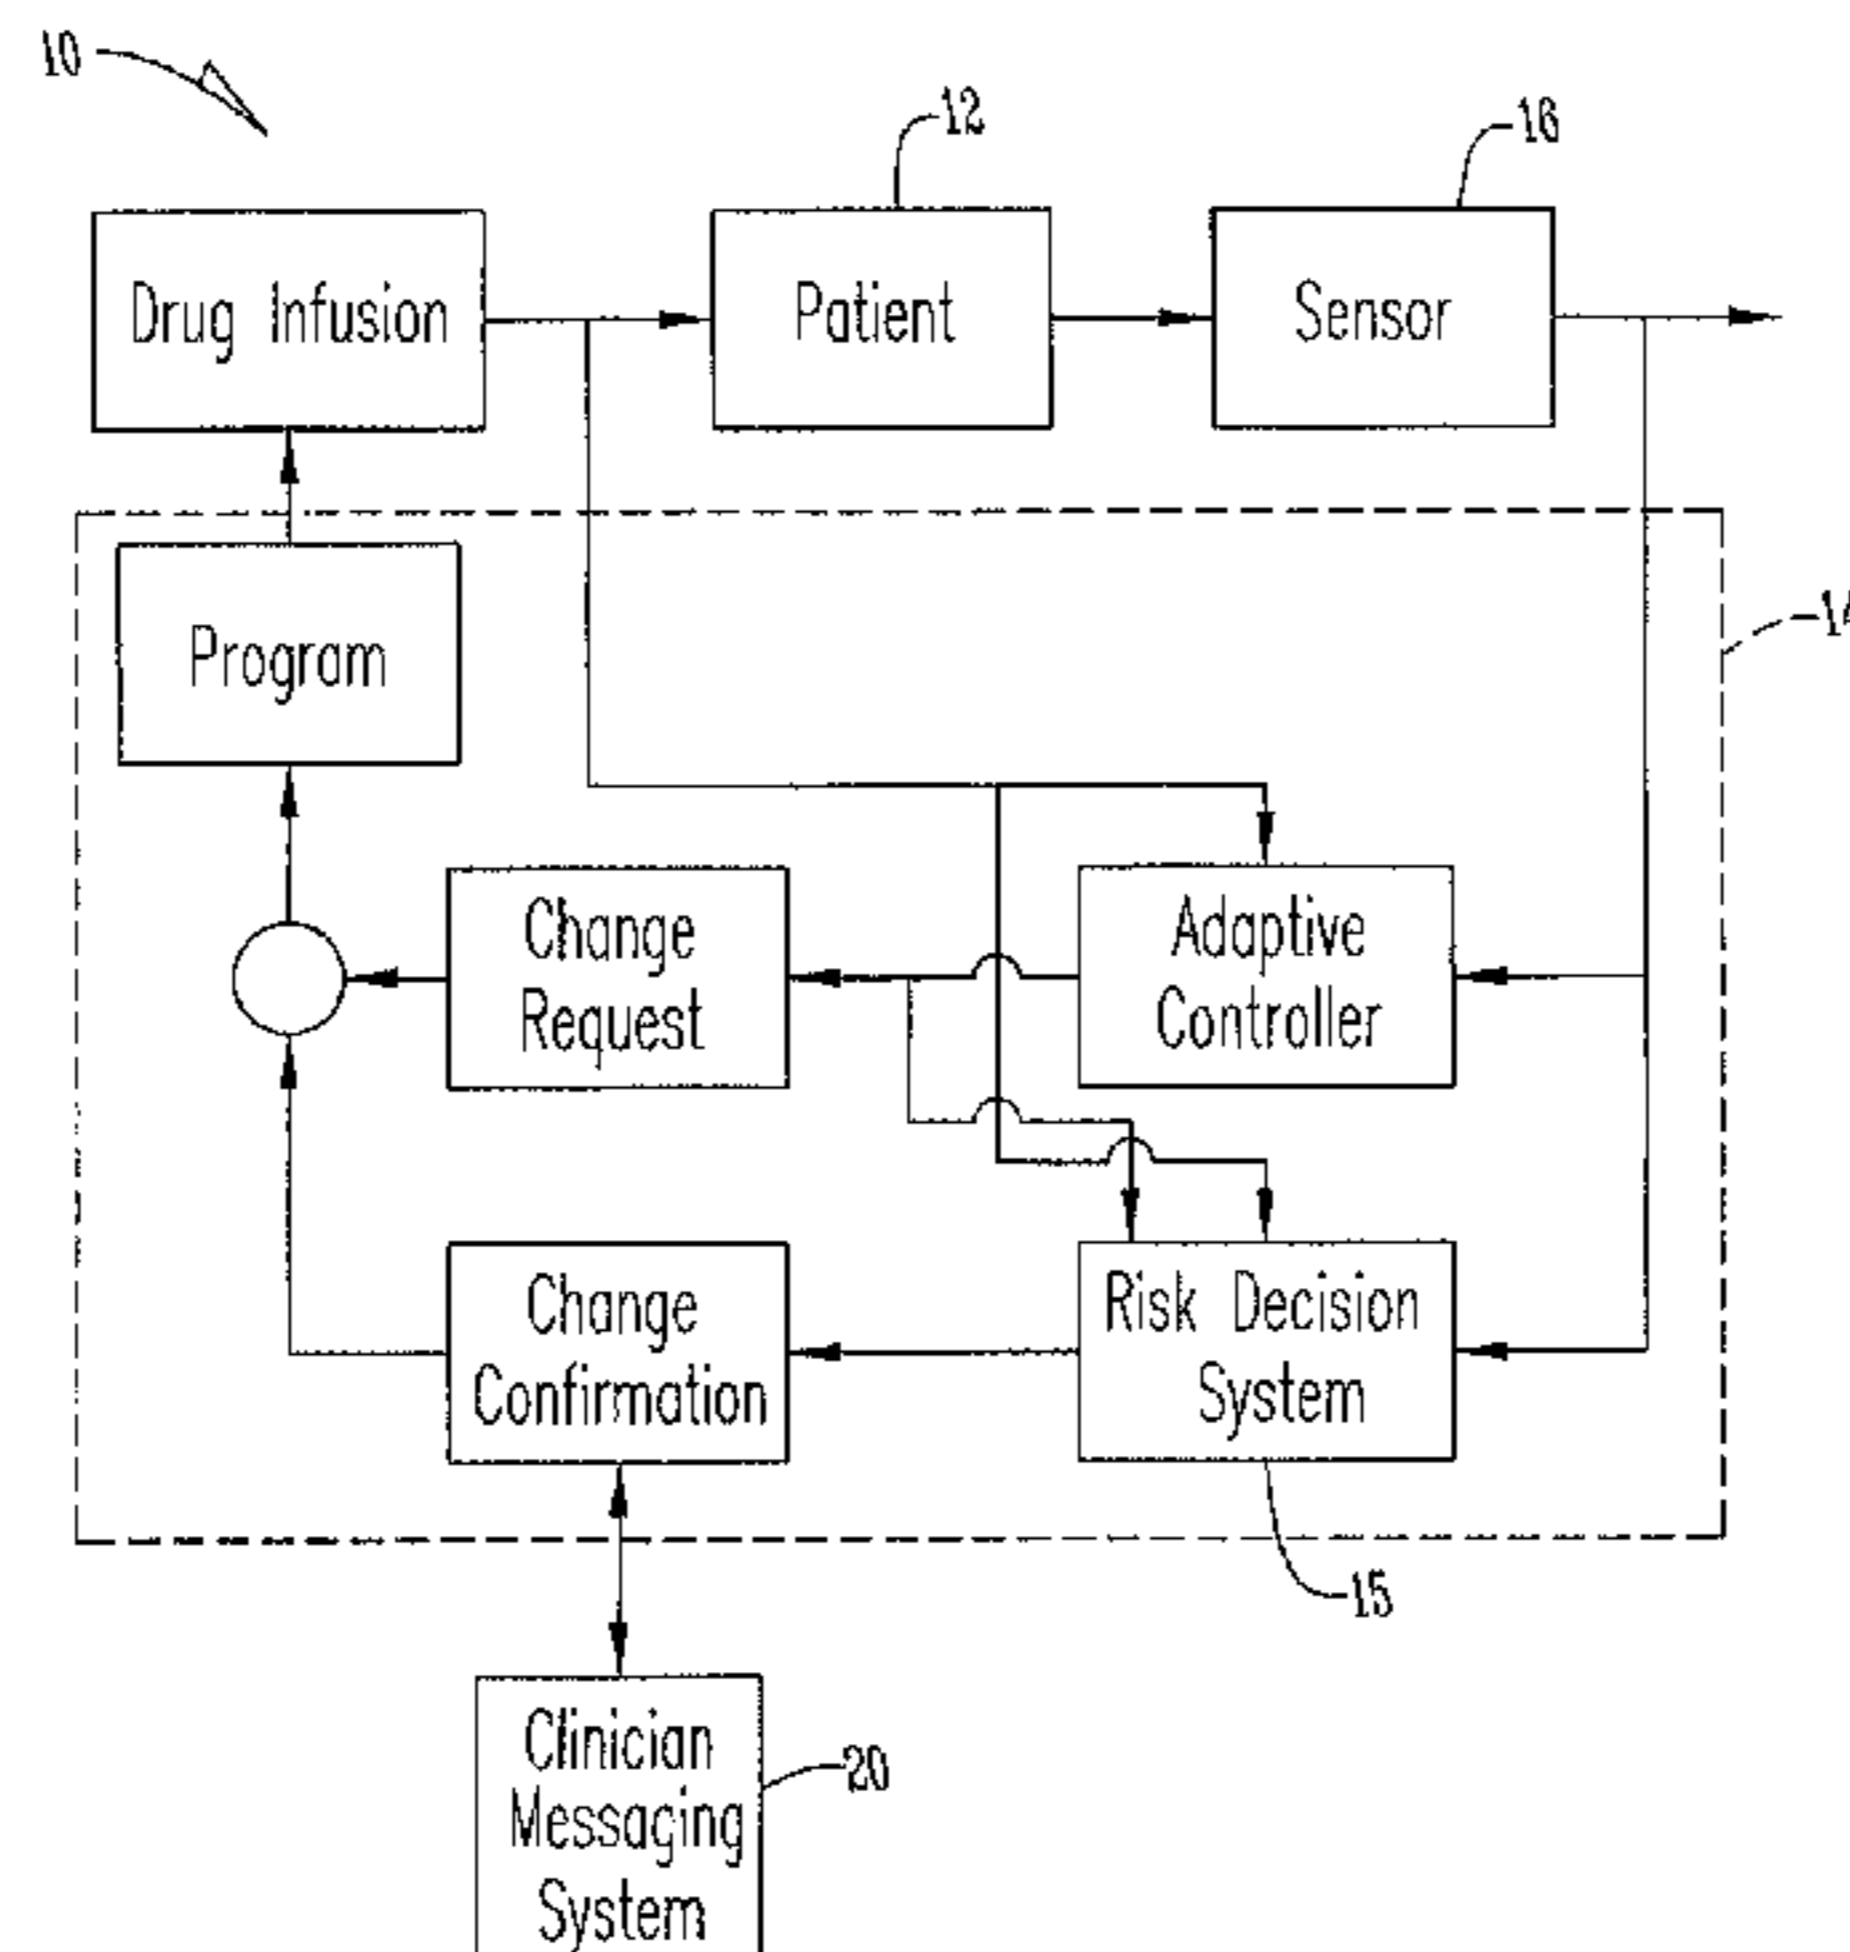 10
12
16
Drug Infusion
Patient
Sensor
14
Program
Change
Request
Adaptive
Controller
Change
Confirmation
Risk Decision
System
15
Clinician
Messaging
System
20